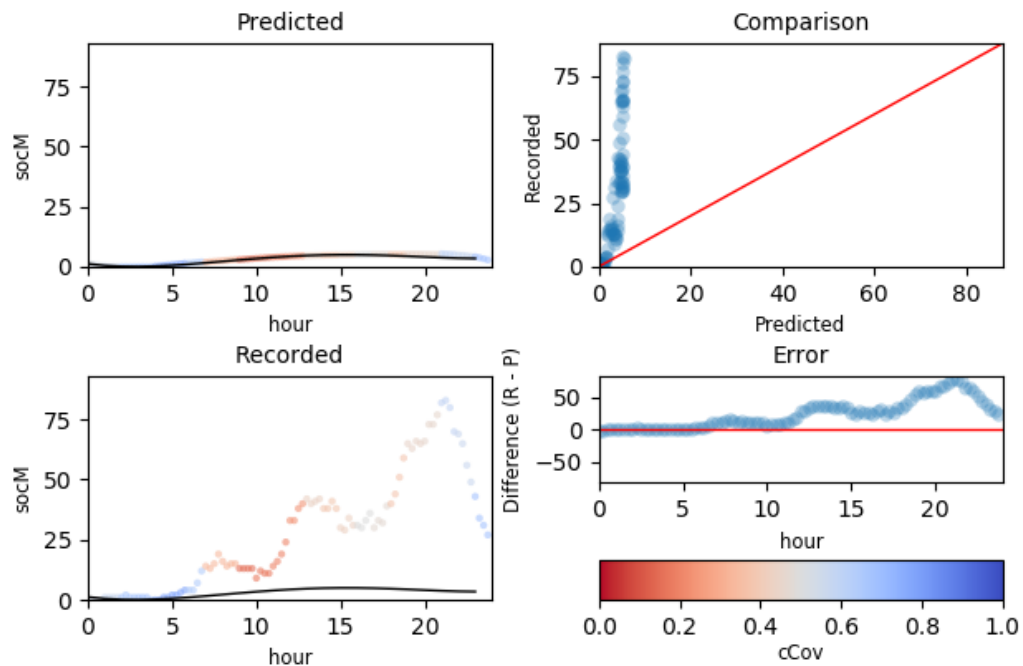 Predicted
socM
75
50
25
0
0 5 10 15 20
hour
Comparison
Recorded
75
50
25
0
0 20 40 60 80
Predicted
Recorded
socM
75
50
25
0
0 5 10 15 20
hour
Error
Difference (R - P)
50
0
−50
0 5 10 15 20
hour
0.0 0.2 0.4 0.6 0.8 1.0
cCov